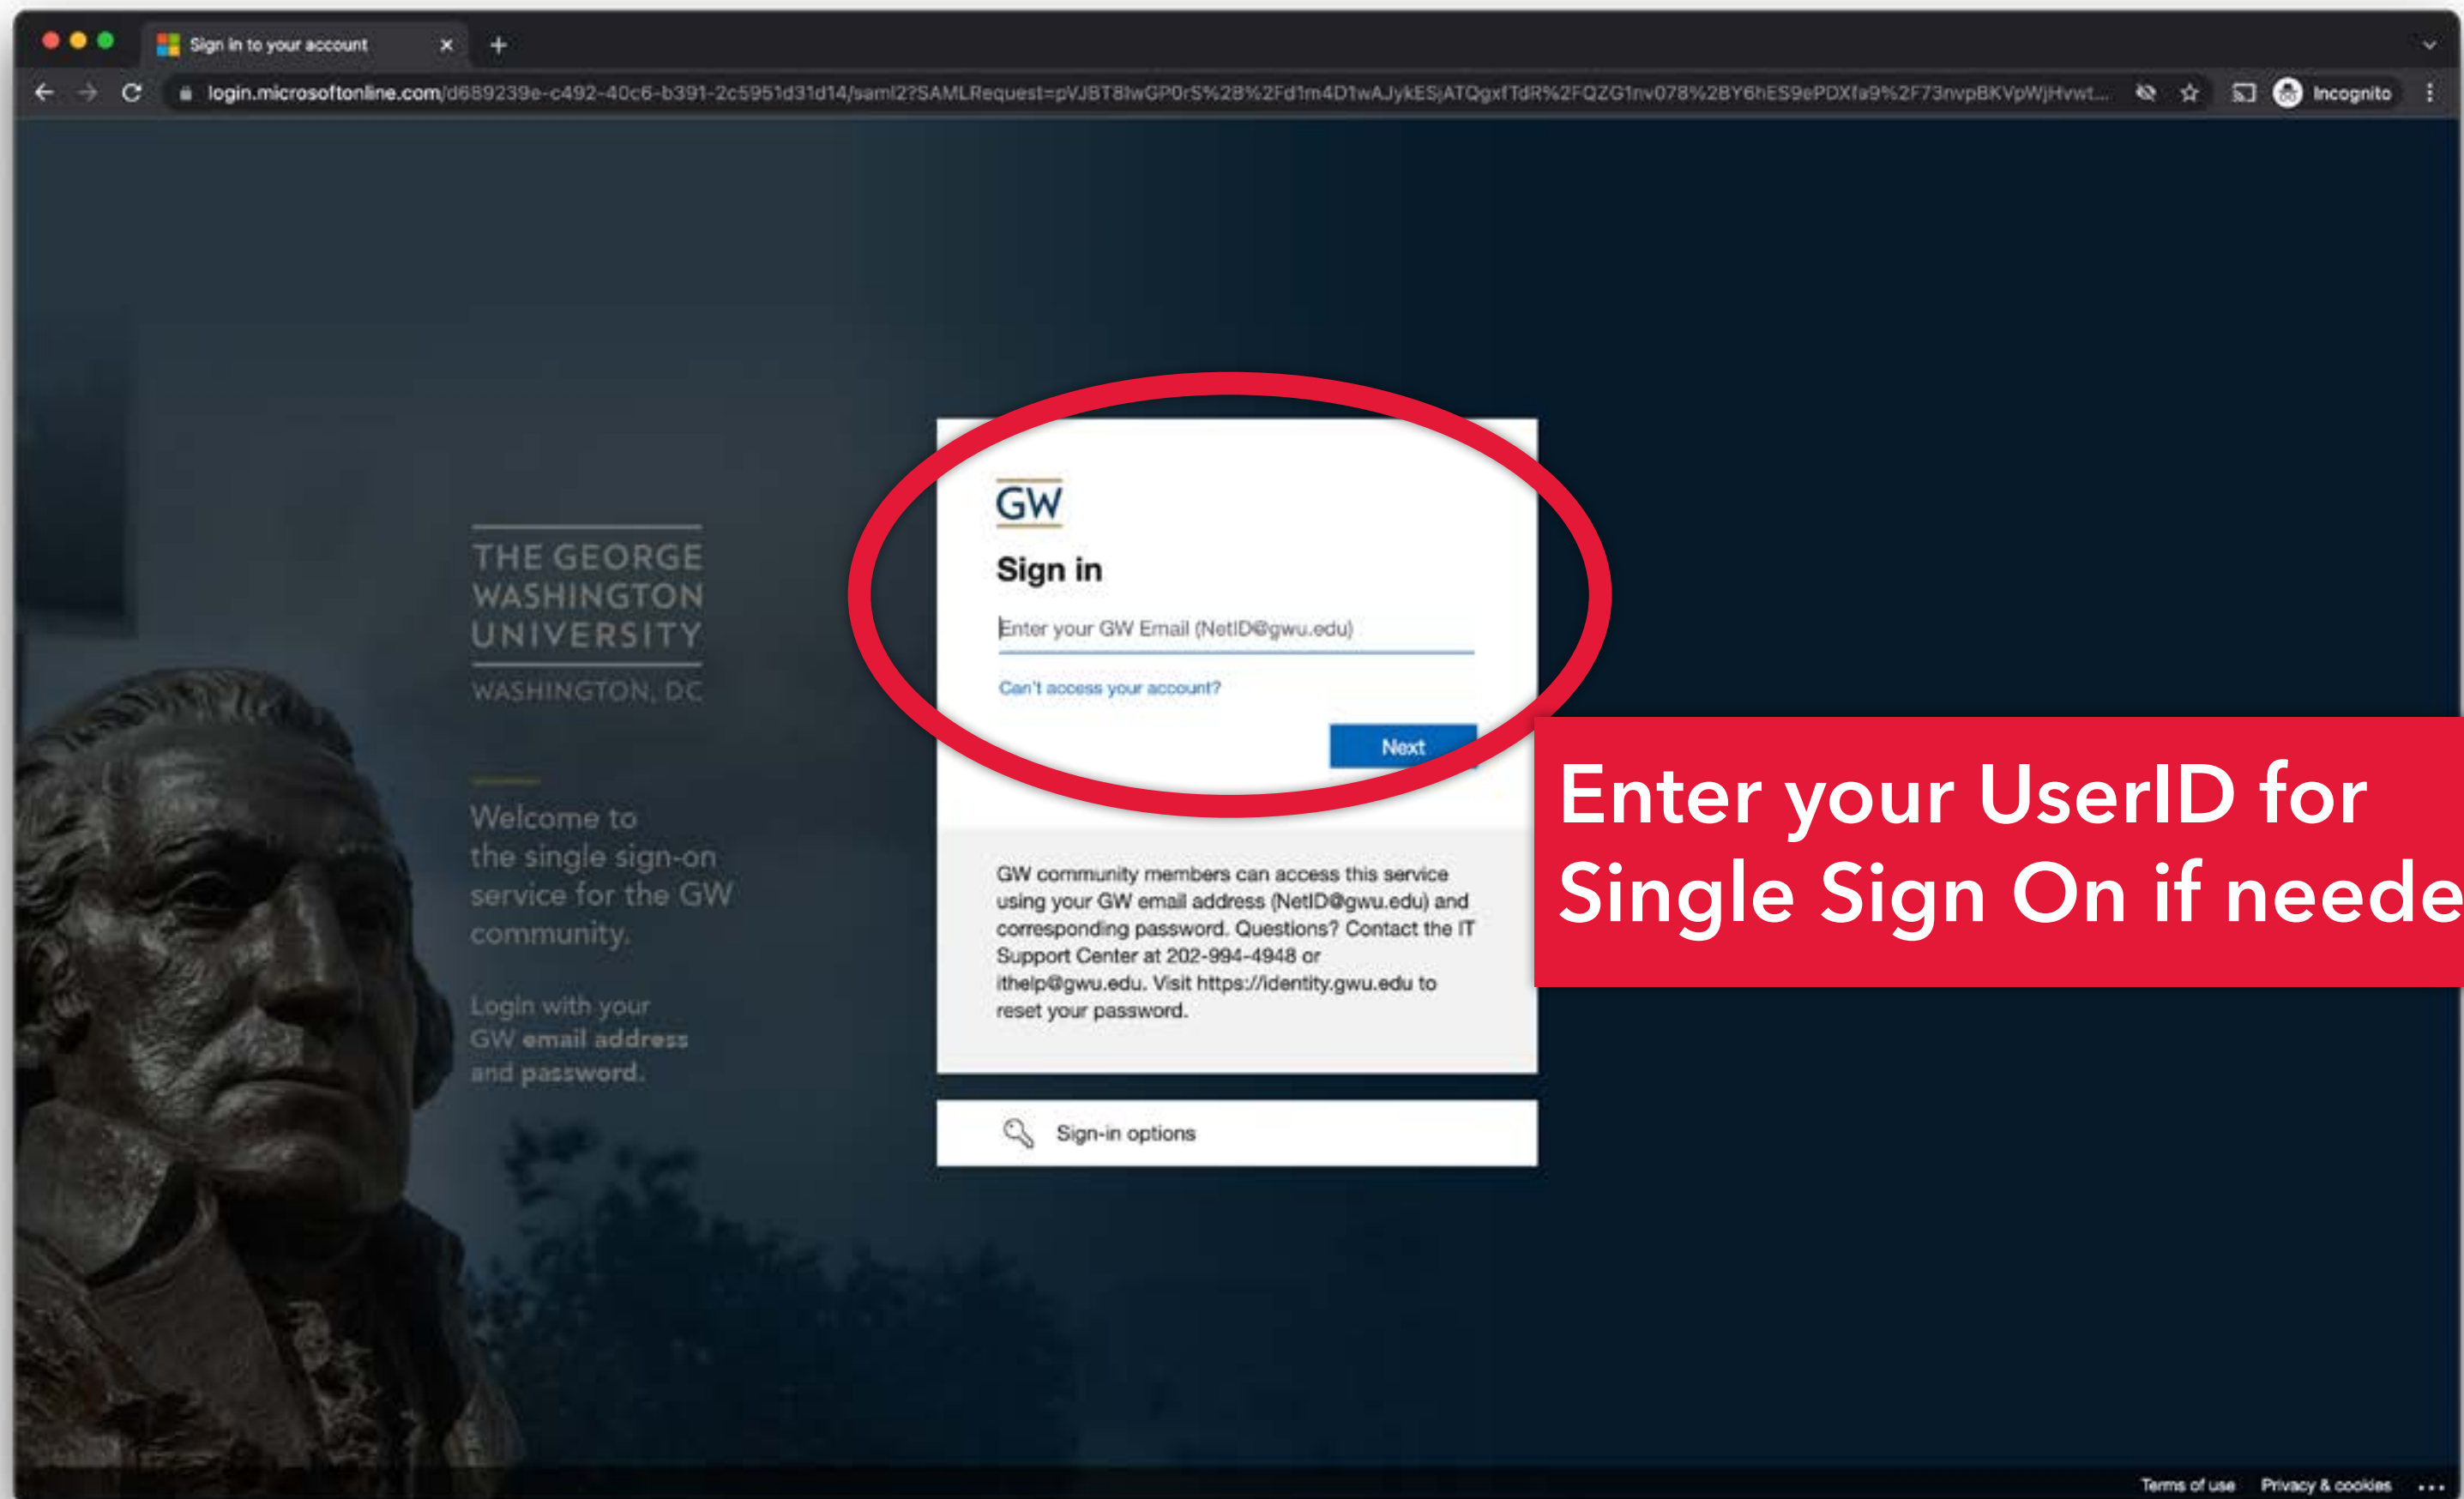 Sign in to your account
login.microsoftonline.com/d689239e-c492-40c6-b391-2c5951d31d14/saml2?SAMLRequest=pVJBT8IwGP0rS%2B%2Fd1m4D1wAJykESjATQgxfTdR%2FQZG1nv078%2BY6hES9ePDXfa9%2F73nvpBKVpWjHvwt...
Incognito
THE GEORGE
WASHINGTON
UNIVERSITY
WASHINGTON, DC
Welcome to
the single sign-on
service for the GW
community.
Login with your
GW email address
and password.
GW
Sign in
Enter your GW Email (NetID@gwu.edu)
Can't access your account?
Next
GW community members can access this service
using your GW email address (NetID@gwu.edu) and
corresponding password. Questions? Contact the IT
Support Center at 202-994-4948 or
ithelp@gwu.edu. Visit https://identity.gwu.edu to
reset your password.
Sign-in options
Enter your UserID for
Single Sign On if neede
Terms of use Privacy & cookies ...